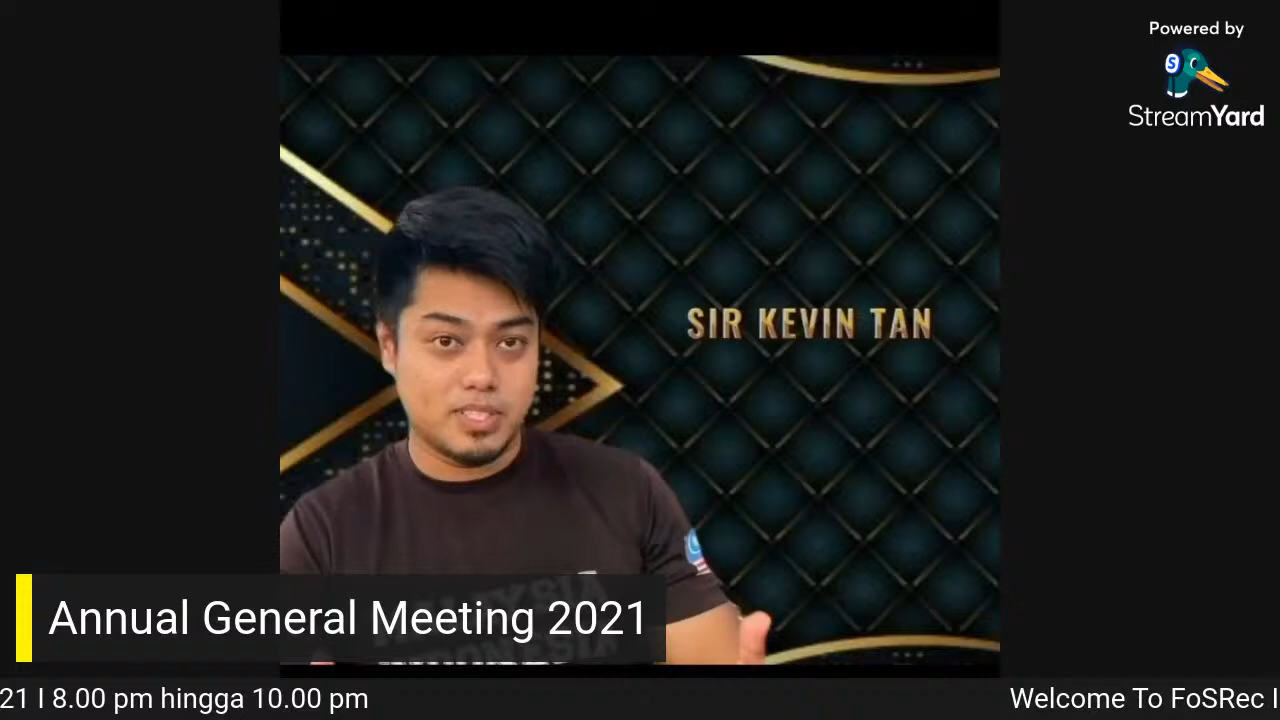 Powered by
StreamYard
SIR KEVIN TAN
Annual General Meeting 2021
21 I 8.00 pm hingga 10.00 pm
Welcome To FoSRec I